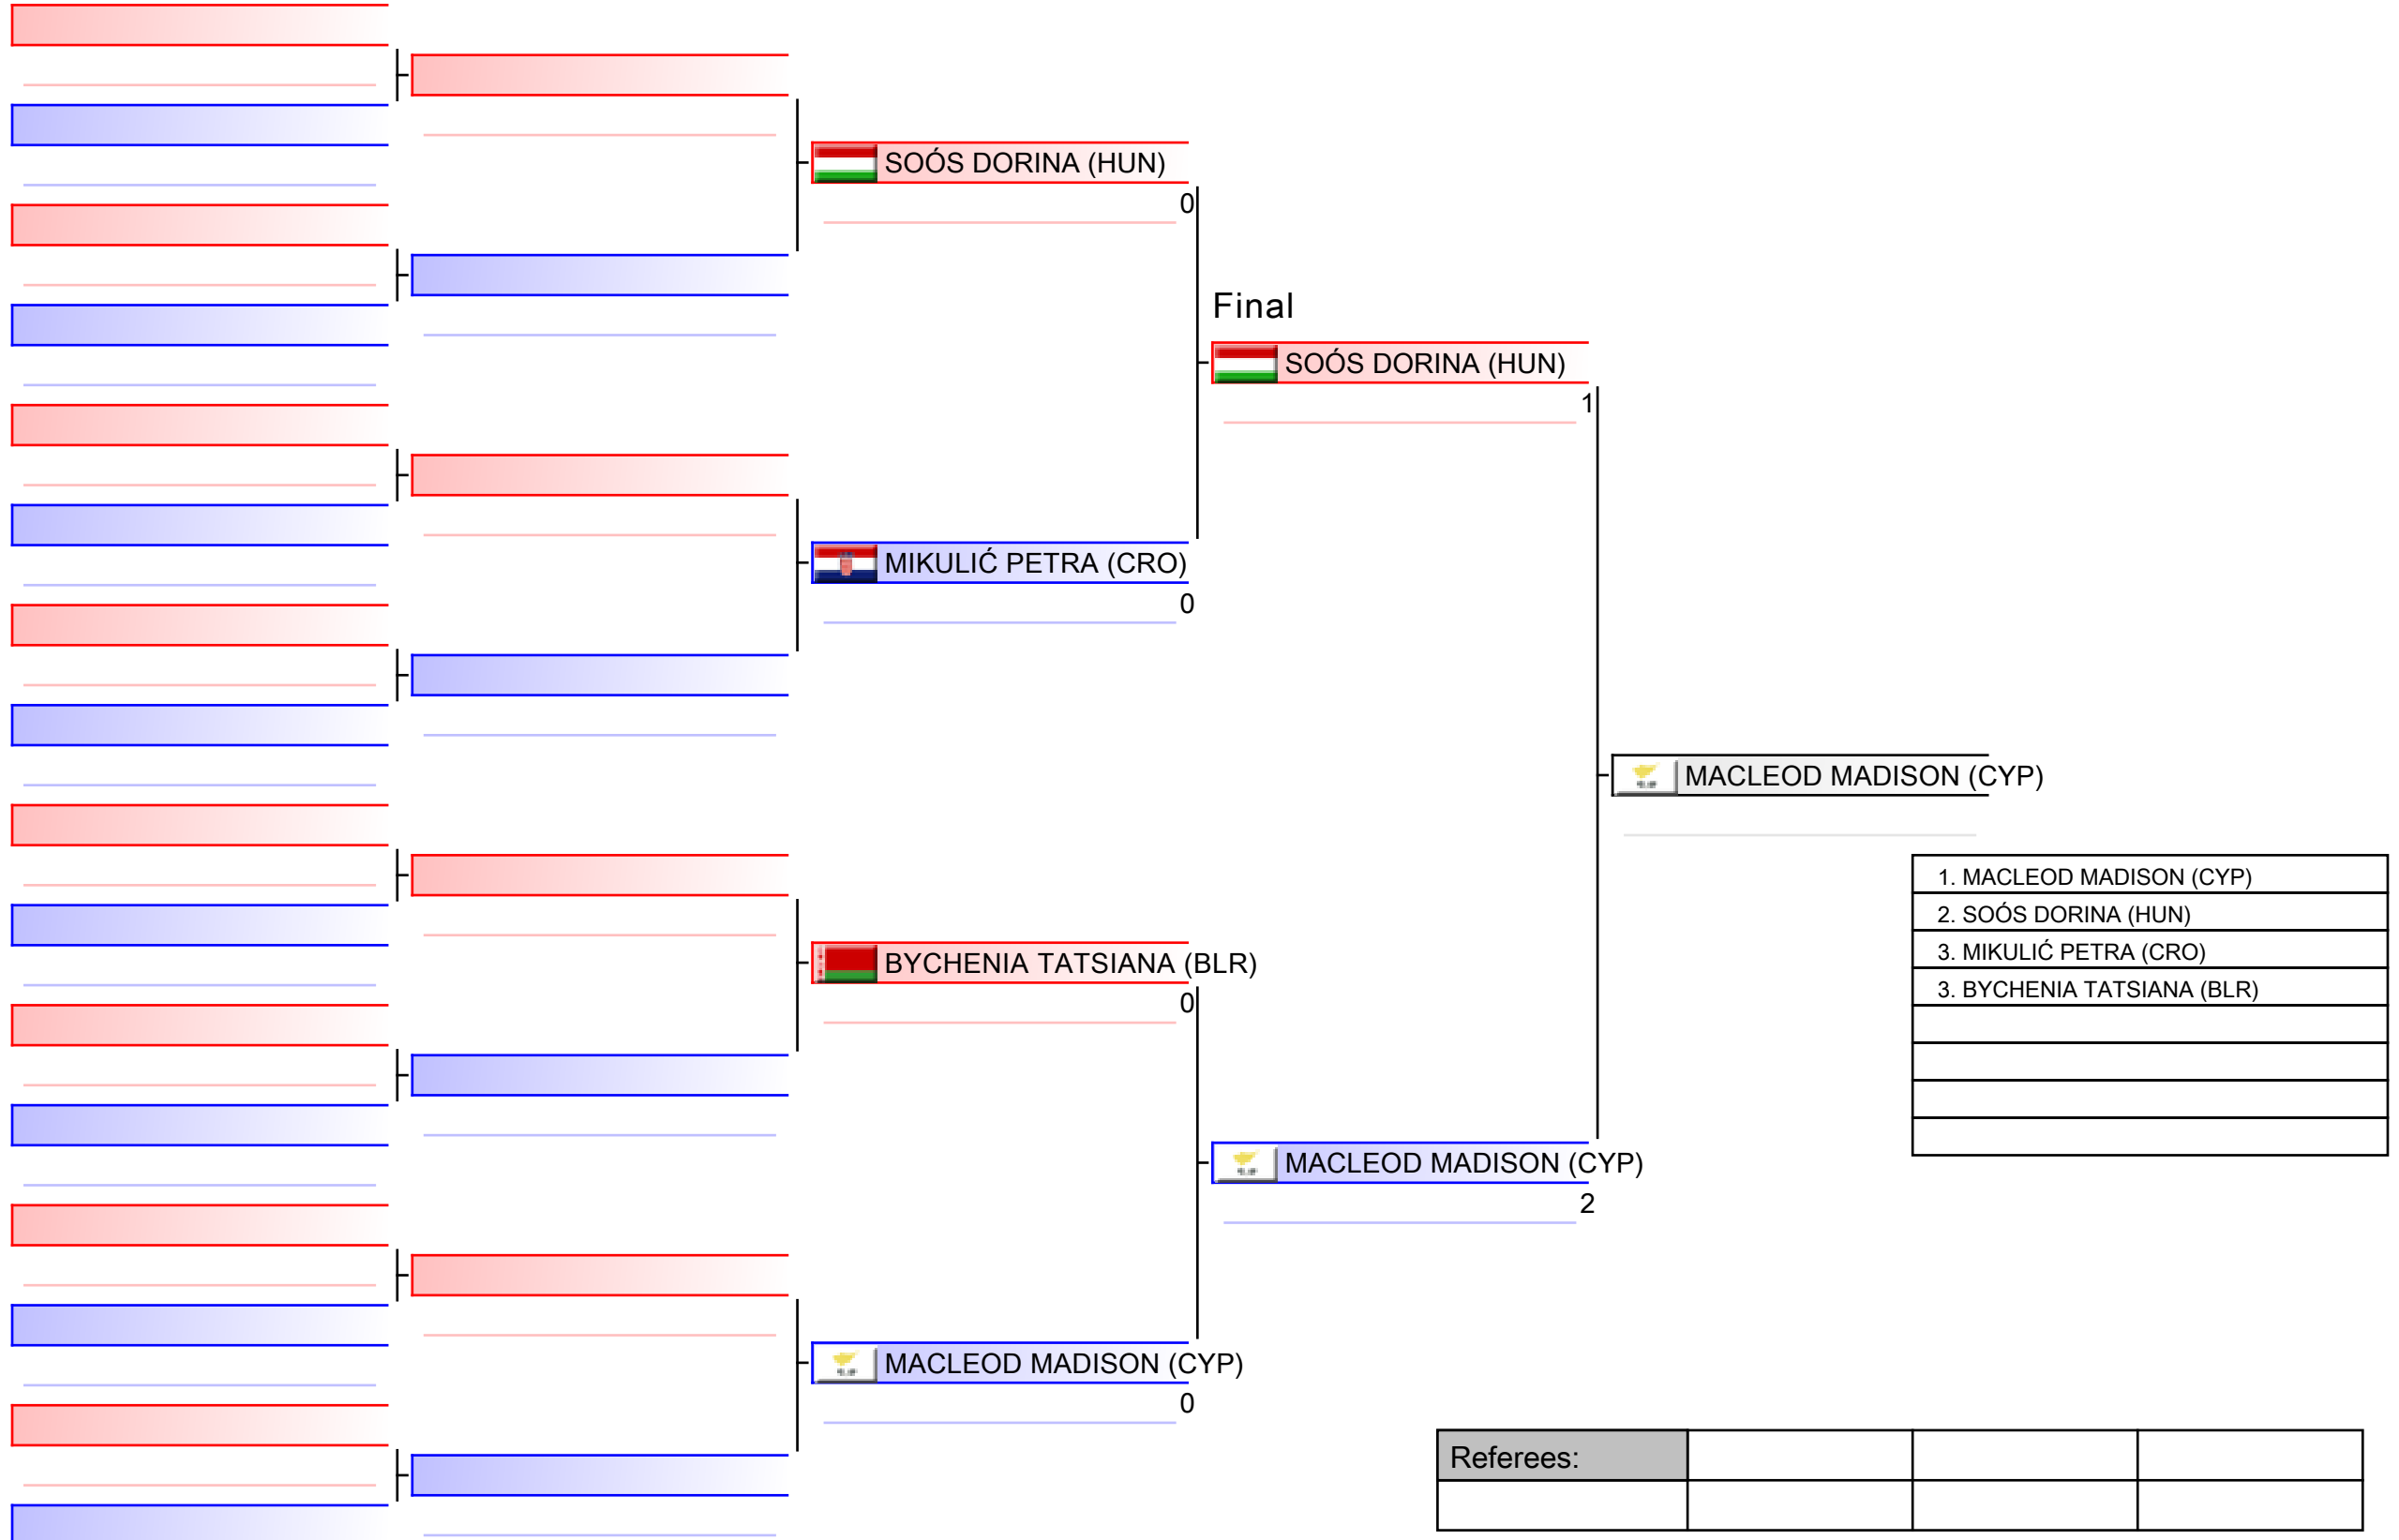 SOÓS DORINA (HUN)
0
Final
SOÓS DORINA (HUN)
1
MIKULIĆ PETRA (CRO)
0
MACLEOD MADISON (CYP)
1. MACLEOD MADISON (CYP)
2. SOÓS DORINA (HUN)
3. MIKULIĆ PETRA (CRO)
3. BYCHENIA TATSIANA (BLR)
BYCHENIA TATSIANA (BLR)
0
MACLEOD MADISON (CYP)
2
MACLEOD MADISON (CYP)
0
Referees: